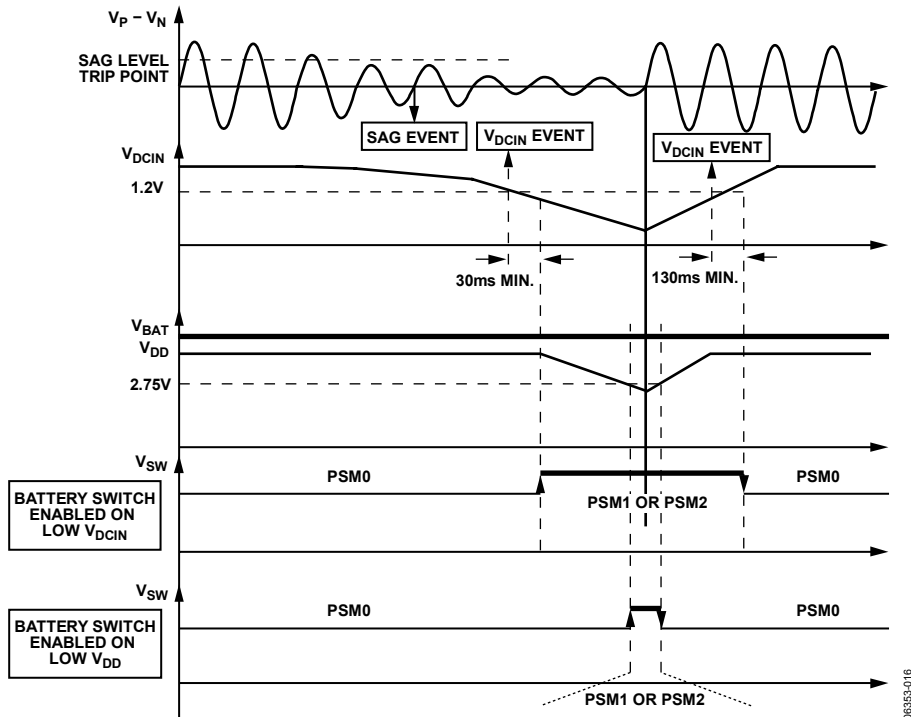 VP – VN
SAG LEVEL
TRIP POINT
SAG EVENT
VDCIN EVENT
VDCIN EVENT
VDCIN
1.2V
30ms MIN.
130ms MIN.
VBAT
VDD
2.75V
VSW
BATTERY SWITCH
ENABLED ON
LOW VDCIN
PSM0
PSM1 OR PSM2
PSM0
VSW
BATTERY SWITCH
ENABLED ON
LOW VDD
PSM0
PSM0
PSM1 OR PSM2
06353-016